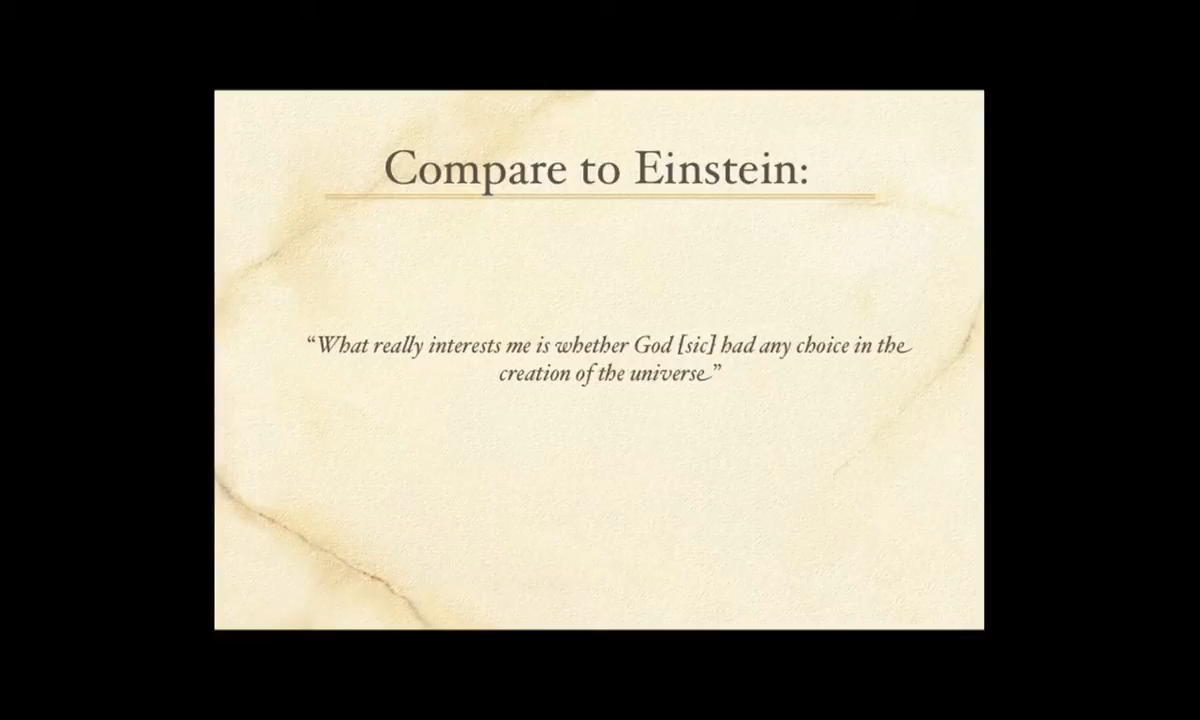 Compare to Einstein:
“What really interests me is whether God [sic] had any choice in the
creation of the universe”